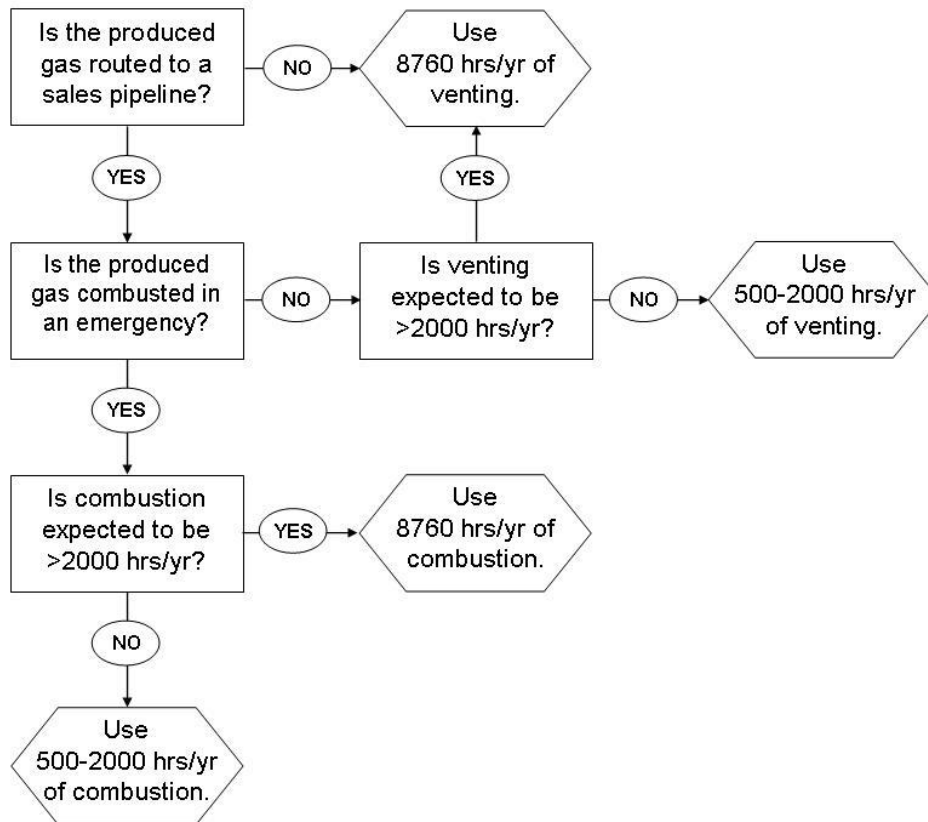 Is the produced
gas routed to a
sales pipeline?
NO
Use
8760 hrs/yr of
venting.
YES
YES
Is the produced
gas combusted in
an emergency?
NO
Is venting
expected to be
>2000 hrs/yr?
NO
Use
500-2000 hrs/yr
of venting.
YES
Is combustion
expected to be
>2000 hrs/yr?
YES
Use
8760 hrs/yr of
combustion.
NO
Use
500-2000 hrs/yr
of combustion.